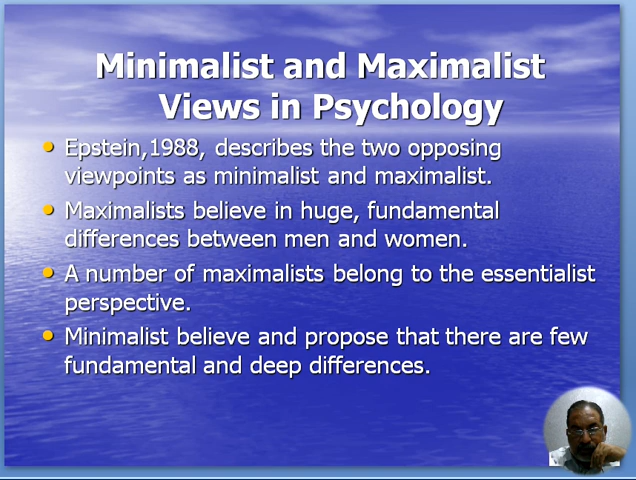 Minimalist and Maximalist
Views in Psychology
• Epstein,1988, describes the two opposing
viewpoints as minimalist and maximalist.
• Maximalists believe in huge, fundamental
differences between men and women.
• A number of maximalists belong to the essentialist
perspective.
• Minimalist believe and propose that there are few
fundamental and deep differences.